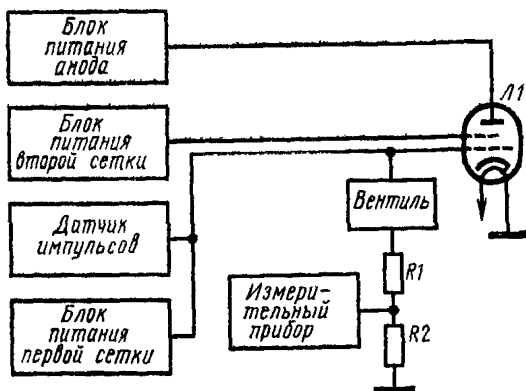 Блок
питания
анода
Л1
Блок
питания
второй сетки
Вентиль
Датчик
импульсов
R1
Измери-
тельный
прибор
Блок
питания
первой сетки
R2